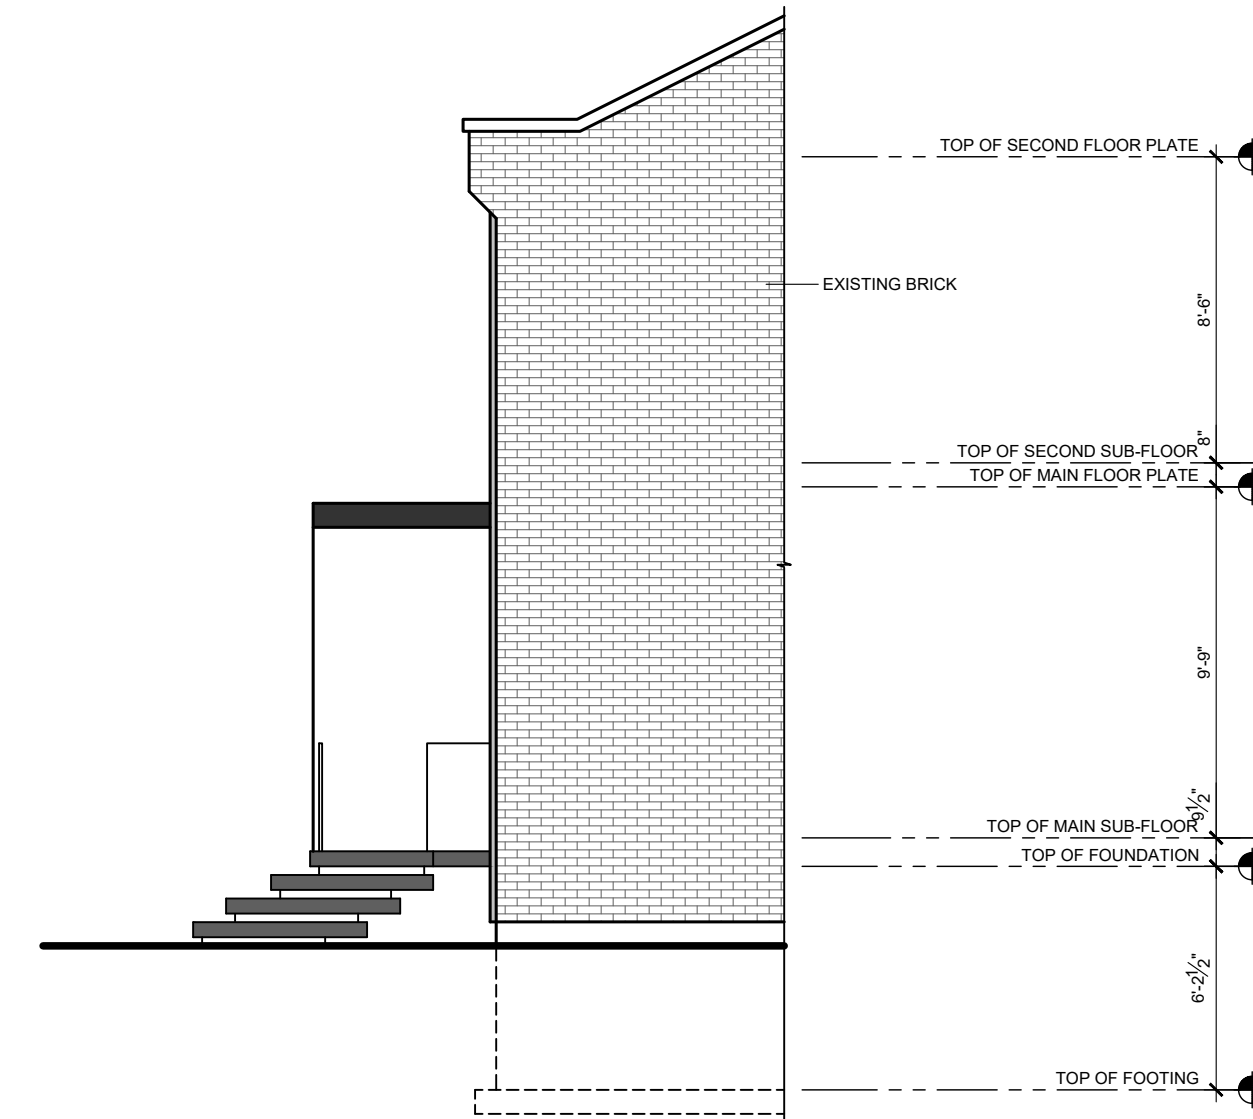 TOP OF SECOND FLOOR PLATE
EXISTING BRICK
8'-6"
8"
TOP OF SECOND SUB-FLOOR
TOP OF MAIN FLOOR PLATE
9'-9"
9½"
TOP OF MAIN SUB-FLOOR
TOP OF FOUNDATION
6'-2½"
TOP OF FOOTING